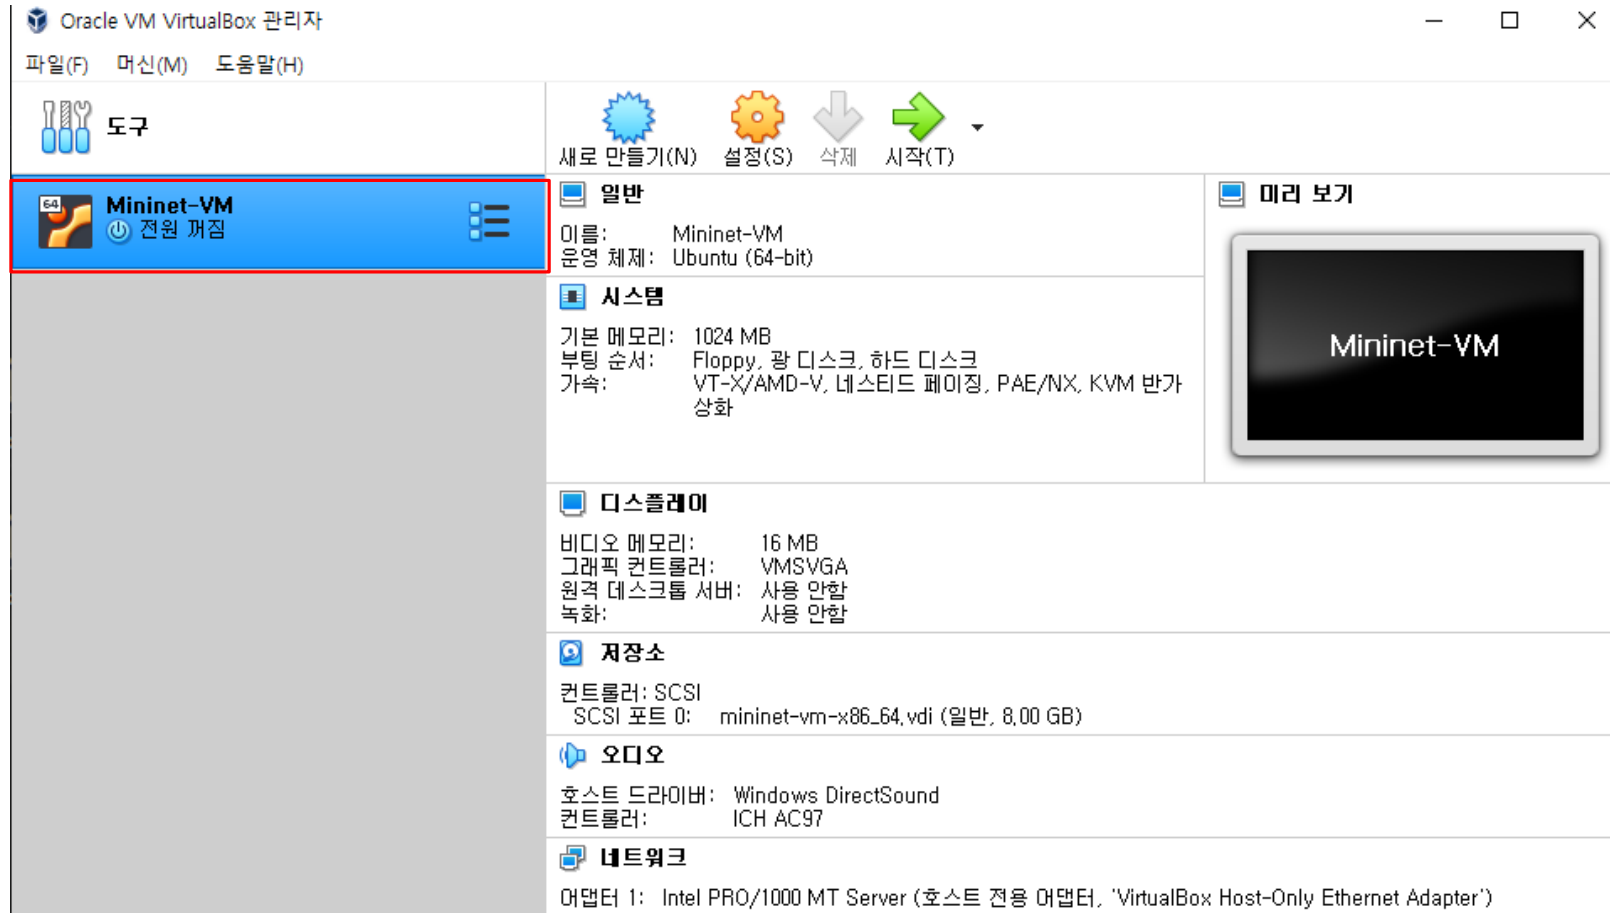 Oracle VM VirtualBox 관리자
파일(F) 머신(M) 도움말(H)
도구
새로 만들기(N) 설정(S) 삭제 시작(T)
64
Mininet-VM
전원 꺼짐
일반
이름: Mininet-VM
운영 체제: Ubuntu (64-bit)
시스템
기본 메모리: 1024 MB
부팅 순서: Floppy, 광 디스크, 하드 디스크
가속: VT-X/AMD-V, 네스티드 페이징, PAE/NX, KVM 반가
상화
미리 보기
Mininet-VM
디스플레이
비디오 메모리: 16 MB
그래픽 컨트롤러: VMSVGA
원격 데스크톱 서버: 사용 안함
녹화: 사용 안함
저장소
컨트롤러: SCSI
SCSI 포트 0: mininet-vm-x86_64.vdi (일반, 8.00 GB)
오디오
호스트 드라이버: Windows DirectSound
컨트롤러: ICH AC97
네트워크
어댑터 1: Intel PRO/1000 MT Server (호스트 전용 어댑터, 'VirtualBox Host-Only Ethernet Adapter')